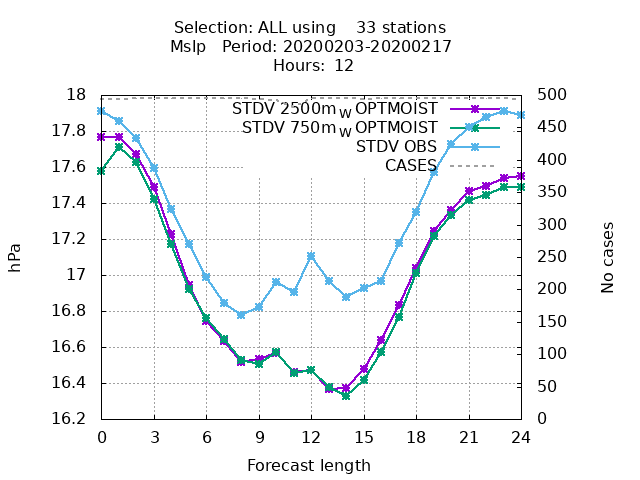 Selection: ALL using    33 stations
Mslp   Period: 20200203-20200217
Hours:  12
18
17.8
17.6
17.4
17.2
17
16.8
16.6
16.4
16.2
500
450
400
350
300
250
200
150
100
50
0
STDV 2500m_W OPTMOIST
STDV 750m_W OPTMOIST
STDV OBS
CASES
0 3 6 9 12 15 18 21 24
hPa
No cases
Forecast length